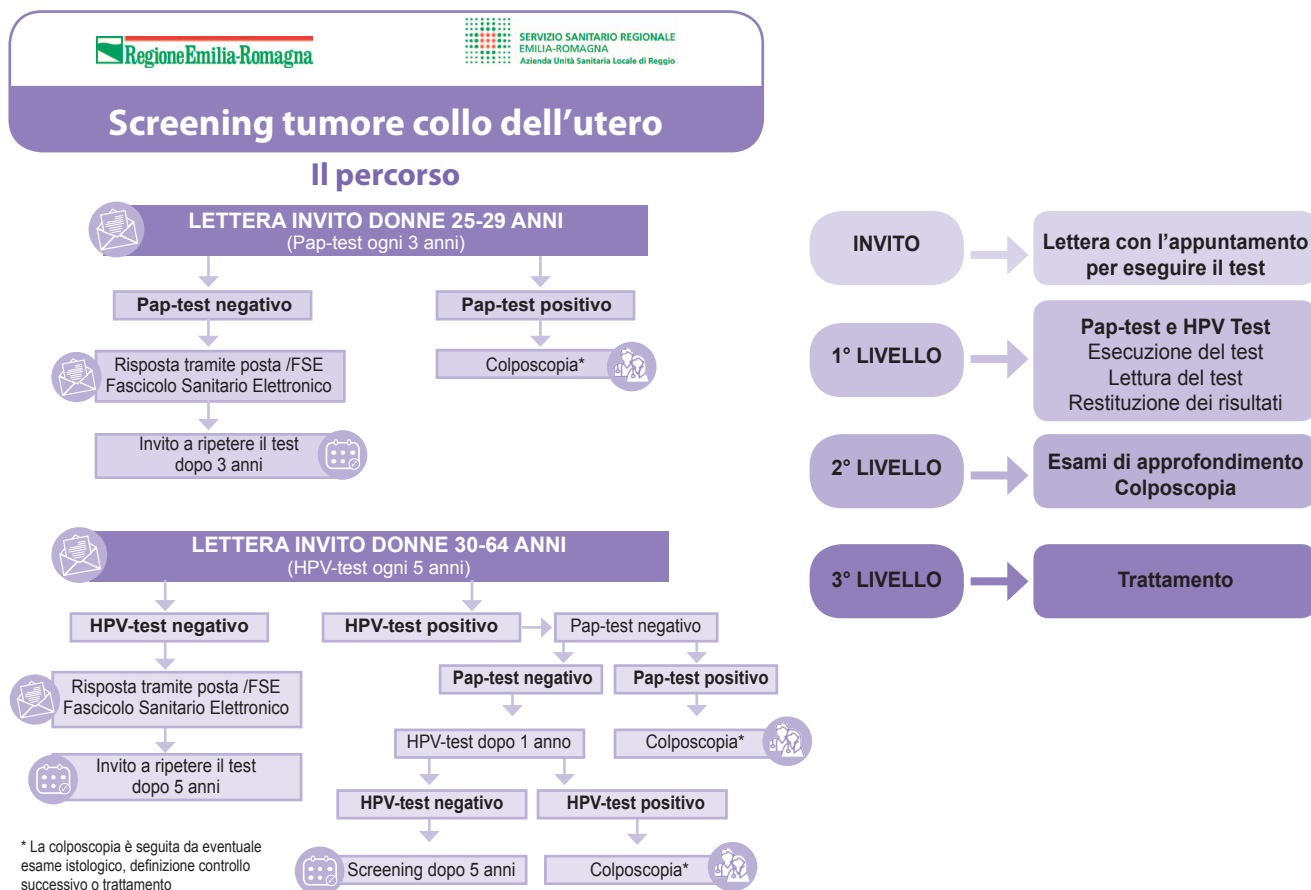 RegioneEmilia-Romagna
SERVIZIO SANITARIO REGIONALE
EMILIA-ROMAGNA
Azienda Unità Sanitaria Locale di Reggio
Screening tumore collo dell'utero
Il percorso
LETTERA INVITO DONNE 25-29 ANNI
(Pap-test ogni 3 anni)
Pap-test negativo
Pap-test positivo
Risposta tramite posta /FSE
Fascicolo Sanitario Elettronico
Colposcopia*
Invito a ripetere il test
dopo 3 anni
LETTERA INVITO DONNE 30-64 ANNI
(HPV-test ogni 5 anni)
HPV-test negativo
HPV-test positivo
Pap-test negativo
Pap-test negativo
Pap-test positivo
Risposta tramite posta /FSE
Fascicolo Sanitario Elettronico
HPV-test dopo 1 anno
Colposcopia*
Invito a ripetere il test
dopo 5 anni
HPV-test negativo
HPV-test positivo
Screening dopo 5 anni
Colposcopia*
* La colposcopia è seguita da eventuale
esame istologico, definizione controllo
successivo o trattamento
INVITO
Lettera con l'appuntamento
per eseguire il test
1° LIVELLO
Pap-test e HPV Test
Esecuzione del test
Lettura del test
Restituzione dei risultati
2° LIVELLO
Esami di approfondimento
Colposcopia
3° LIVELLO
Trattamento